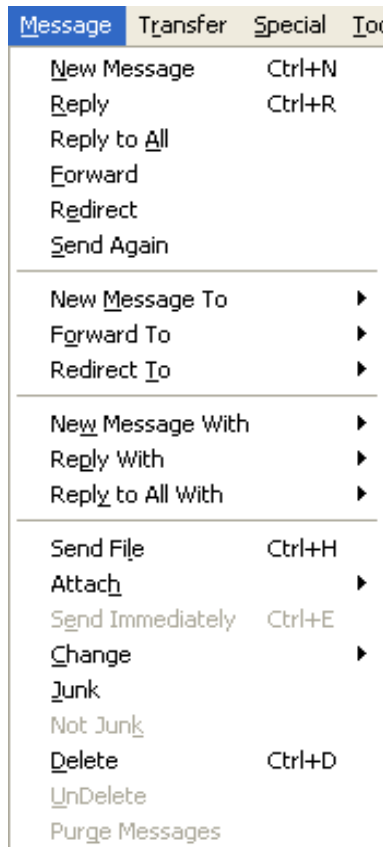 Message Transfer Special Too
New Message Ctrl+N
Reply Ctrl+R
Reply to All
Forward
Redirect
Send Again
New Message To
Forward To
Redirect To
New Message With
Reply With
Reply to All With
Send File Ctrl+H
Attach
Send Immediately Ctrl+E
Change
Junk
Not Junk
Delete Ctrl+D
UnDelete
Purge Messages